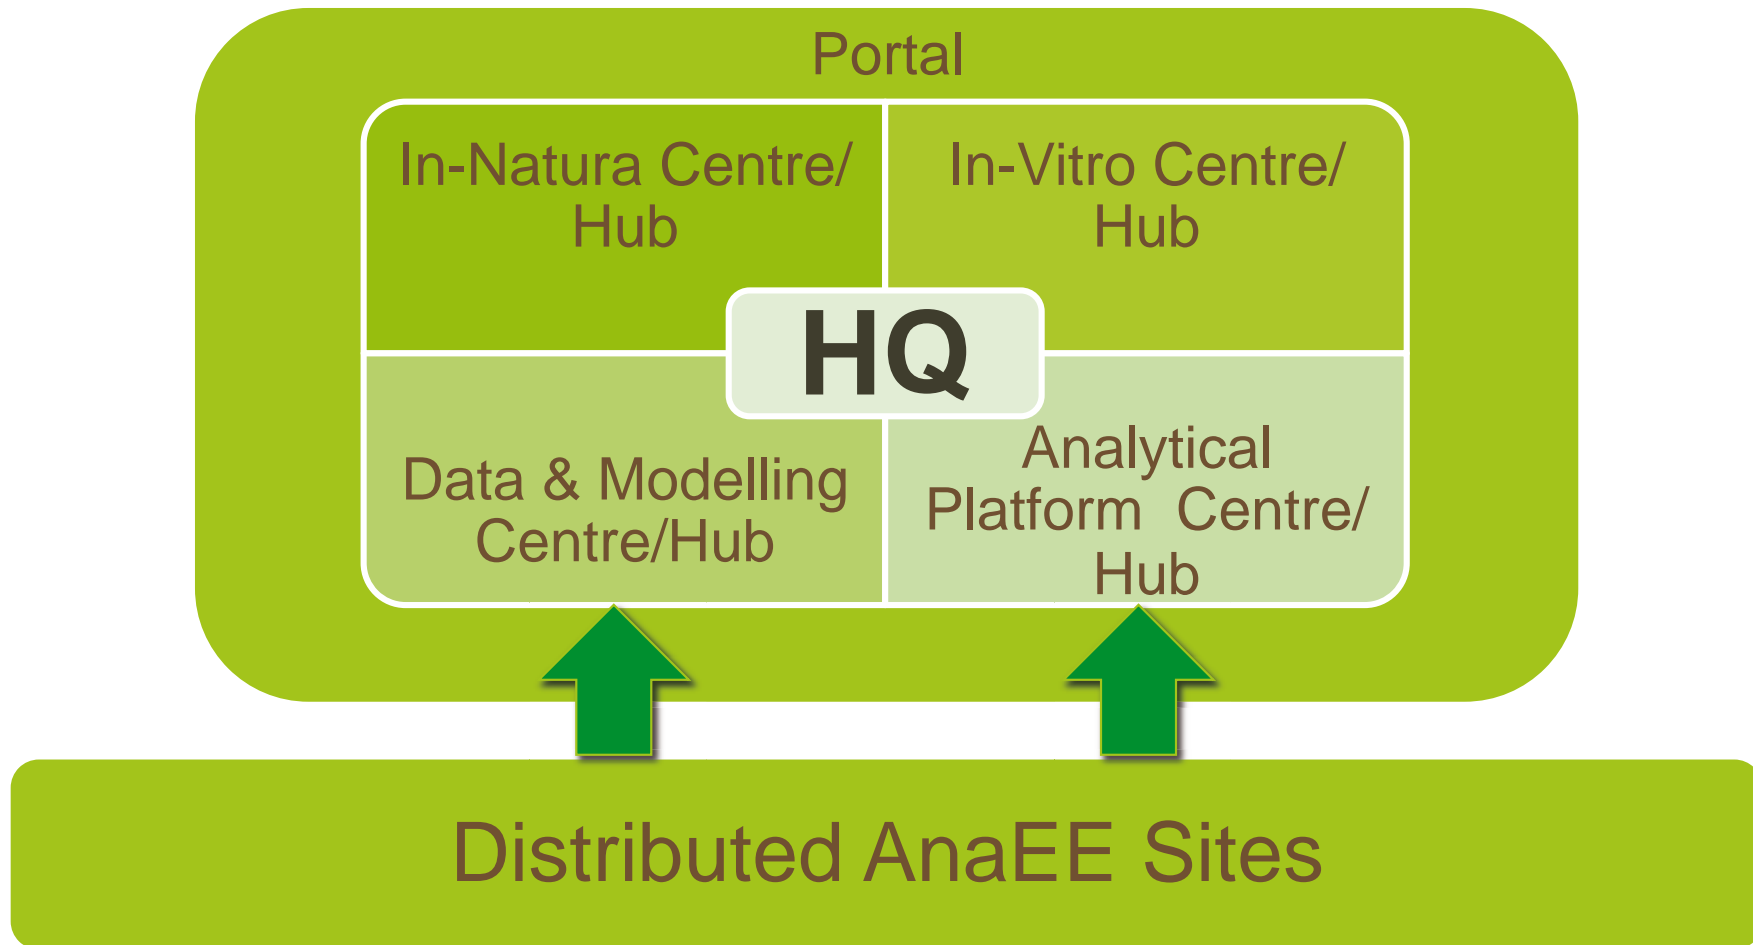 Portal
In-Natura Centre/
Hub
In-Vitro Centre/
Hub
HQ
Data & Modelling
Centre/Hub
Analytical
Platform Centre/
Hub
Distributed AnaEE Sites